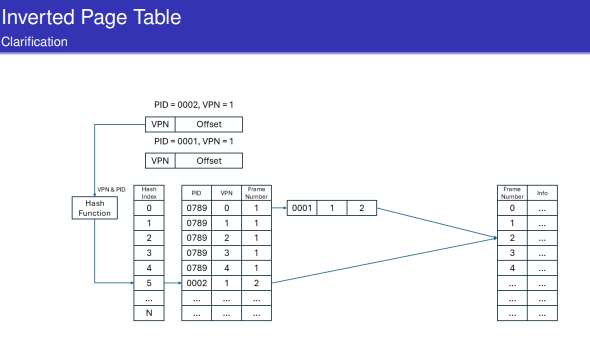 Inverted Page Table
Clarification
PID = 0002, VPN = 1
VPN Offset
PID = 0001, VPN = 1
VPN Offset
VPN & PID
Hash Function
Hash Index
0
1
2
3
4
5
...
N
PID VPN Frame Number
0789 0 1
0789 1 1
0789 2 1
0789 3 1
0789 4 1
0002 1 2
... ... ...
... ... ...
0001 1 2
Frame Number Info
0 ...
1 ...
2 ...
3 ...
4 ...
... ...
... ...
... ...